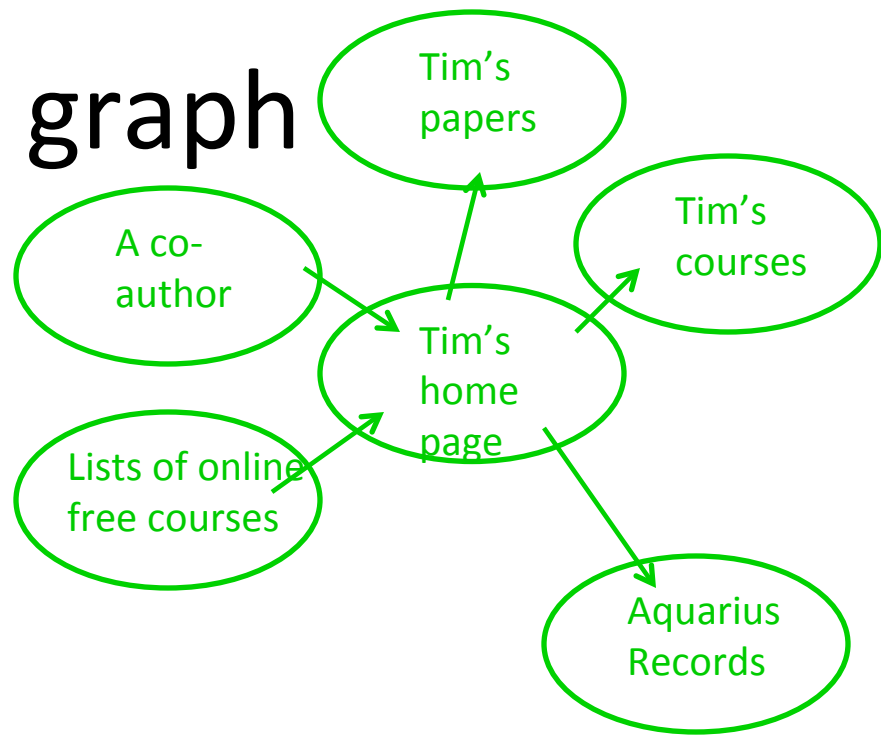 graph
Tim’s
papers
Tim’s
courses
A co-
author
Tim’s
home
page
Lists of online
free courses
Aquarius
Records